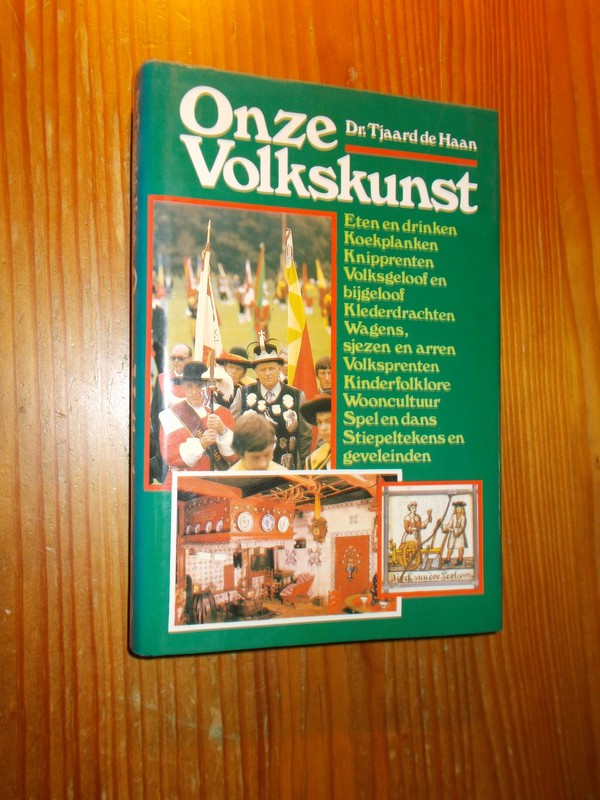 Onze
Dr. Tjaard de Haan
Volkskunst
Eten en drinken
Koekplanken
Knipprenten
Volksgeloof en
bijgeloof
Klederdrachten
Wagens,
sjezen en arren
Volksprenten
Kinderfolklore
Wooncultuur
Spel en dans
Stiepeltekens en
geveleinden